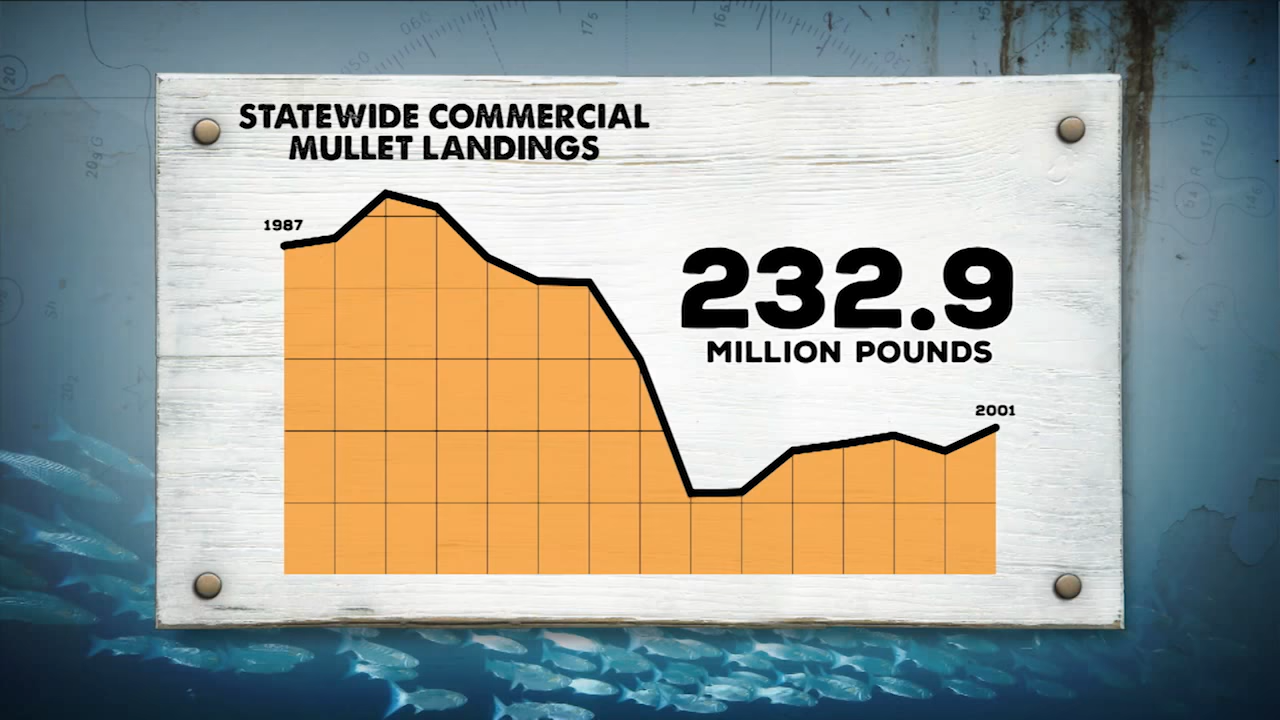 STATEWIDE COMMERCIAL
MULLET LANDINGS
1987
232.9
MILLION POUNDS
2001